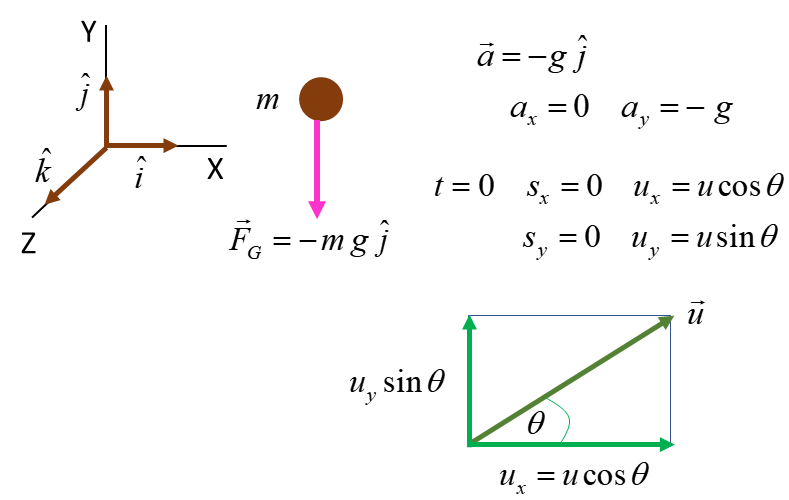 Y
ĵ
X
î
k̂
Z
m
F⃗_G = −m g ĵ
a⃗ = −g ĵ
a_x = 0 a_y = − g
t = 0 s_x = 0 u_x = u cos θ
s_y = 0 u_y = u sin θ
u⃗
u_y sin θ
θ
u_x = u cos θ